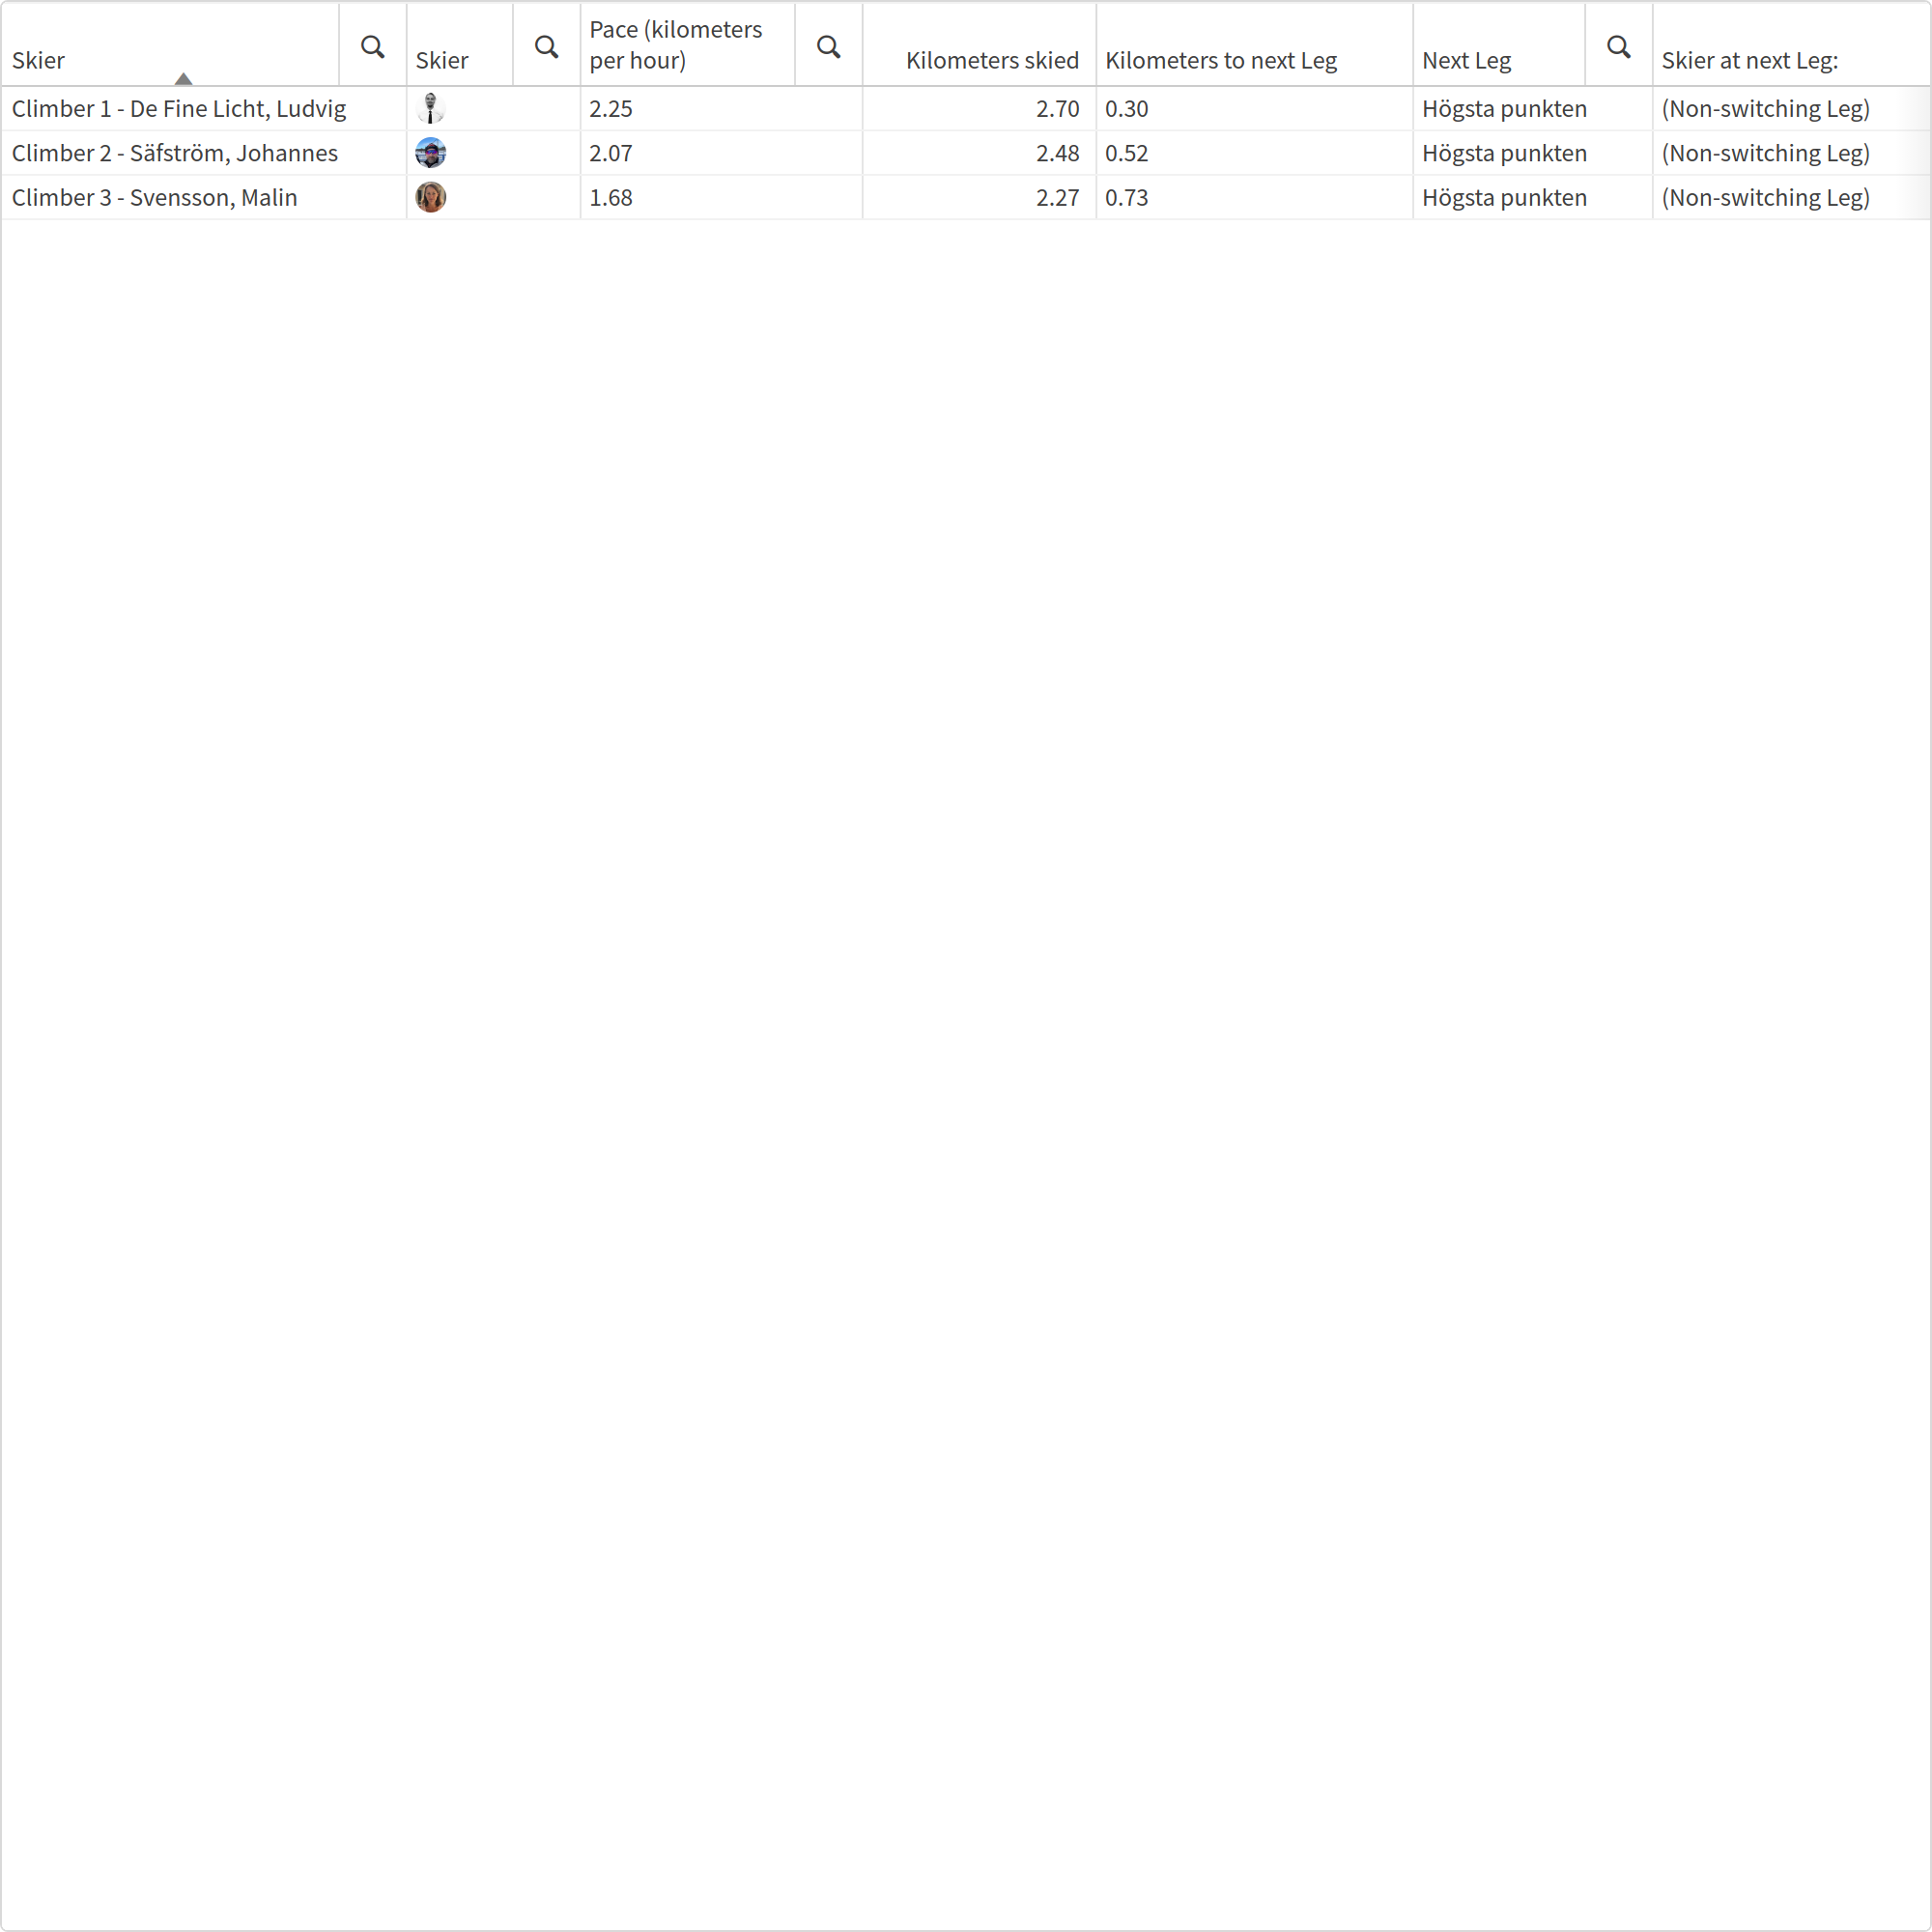 Skier Skier Pace (kilometers per hour) Kilometers skied Kilometers to next Leg Next Leg Skier at next Leg:
Climber 1 - De Fine Licht, Ludvig 2.25 2.70 0.30 Högsta punkten (Non-switching Leg)
Climber 2 - Säfström, Johannes 2.07 2.48 0.52 Högsta punkten (Non-switching Leg)
Climber 3 - Svensson, Malin 1.68 2.27 0.73 Högsta punkten (Non-switching Leg)